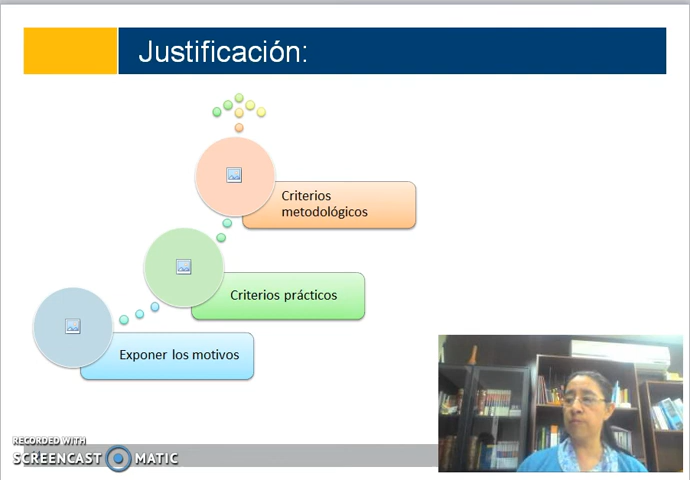 Justificación:
Criterios
metodológicos
Criterios prácticos
Exponer los motivos
RECORDED WITH
SCREENCAST MATIC